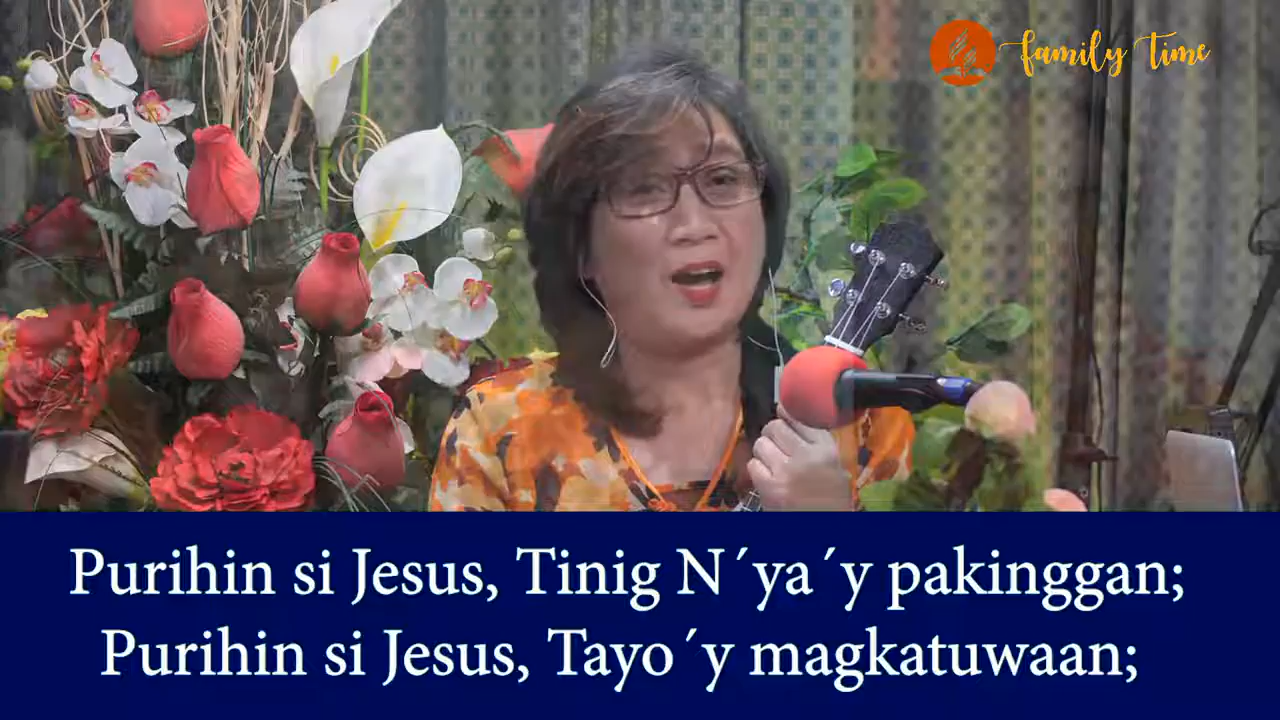 family time
Purihin si Jesus, Tinig N´ya´y pakinggan;
Purihin si Jesus, Tayo´y magkatuwaan;